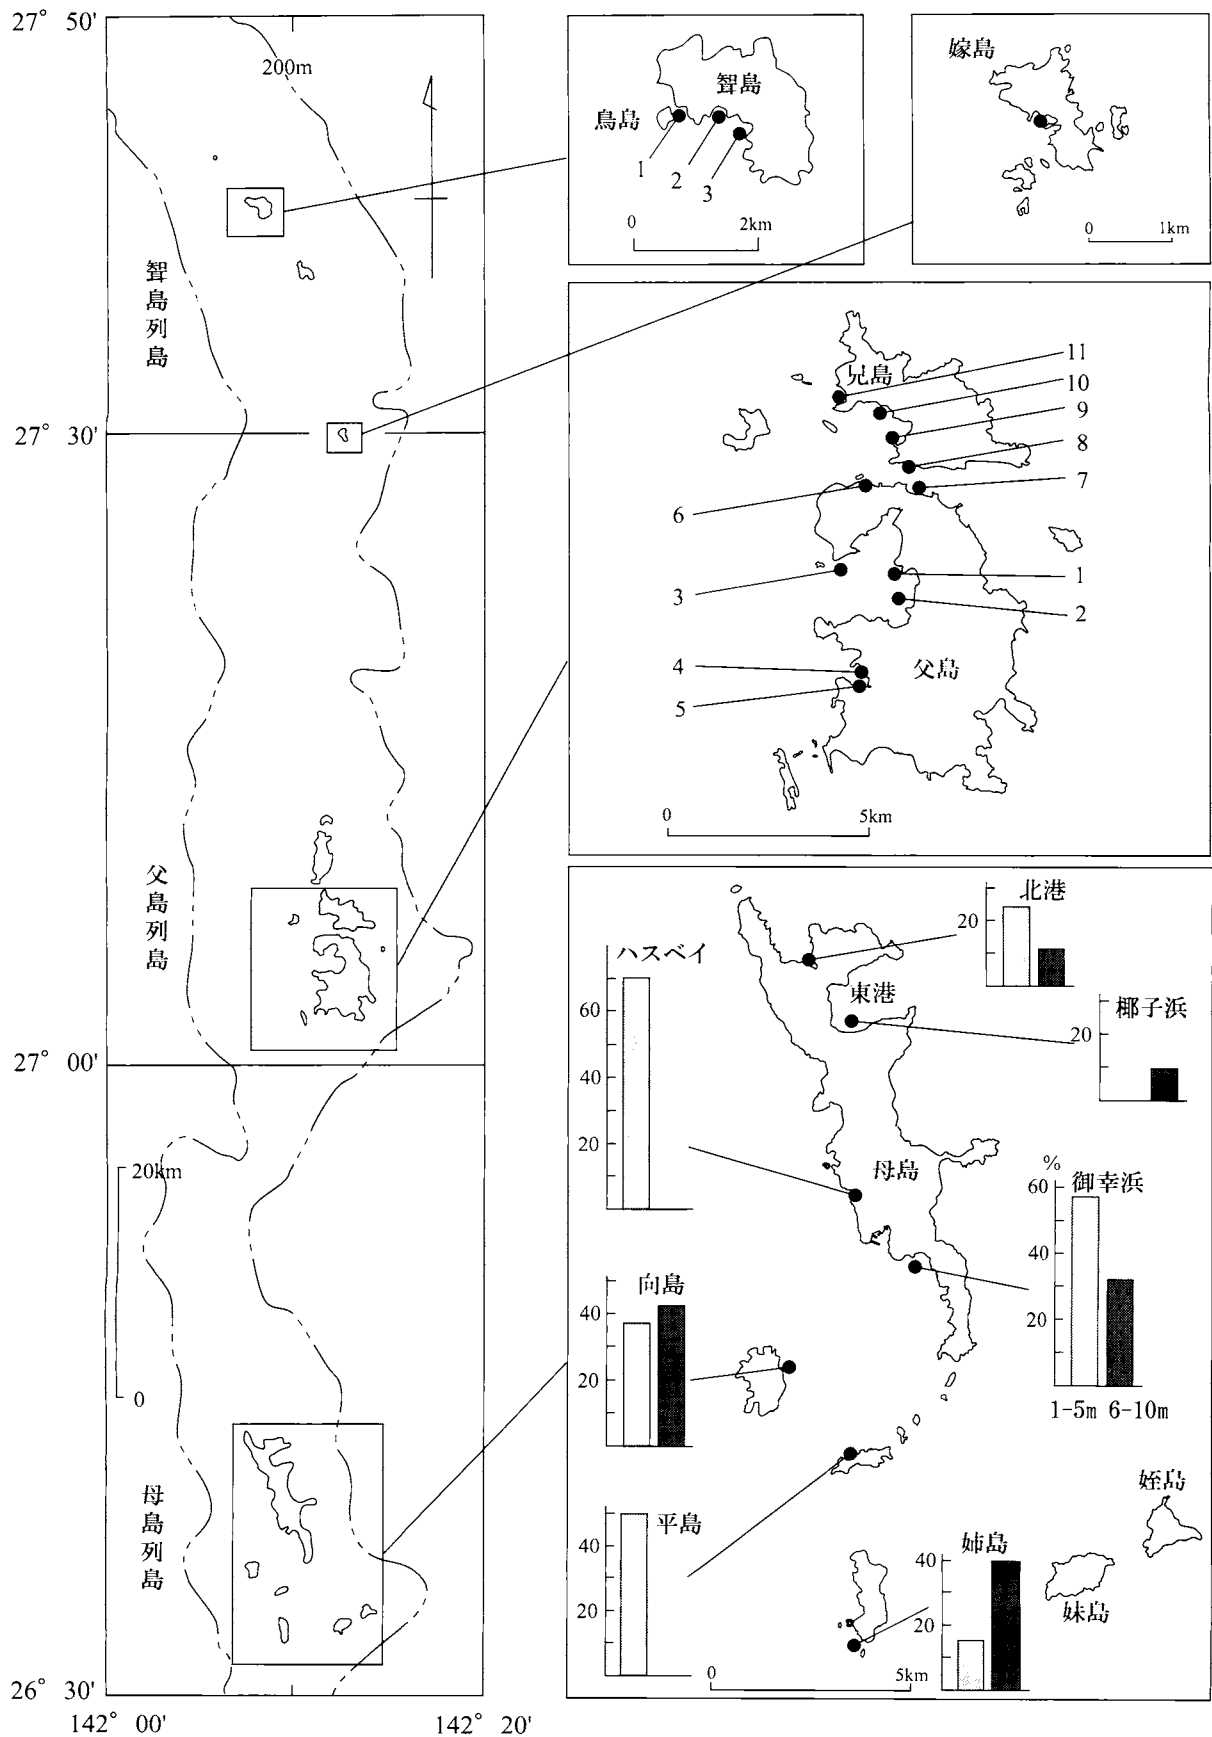 27° 50'
200m
聟島列島
27° 30'
父島列島
27° 00'
20km
0
母島列島
26° 30'
142° 00'
142° 20'
聟島
鳥島
1
2
3
0
2km
嫁島
0
1km
兄島
11
10
9
8
7
6
3
1
2
4
父島
5
0
5km
北港
20
ハスベイ
60
40
20
東港
椰子浜
20
母島
%
御幸浜
60
40
20
1-5m 6-10m
向島
40
20
平島
40
20
姉島
40
20
姪島
妹島
0
5km